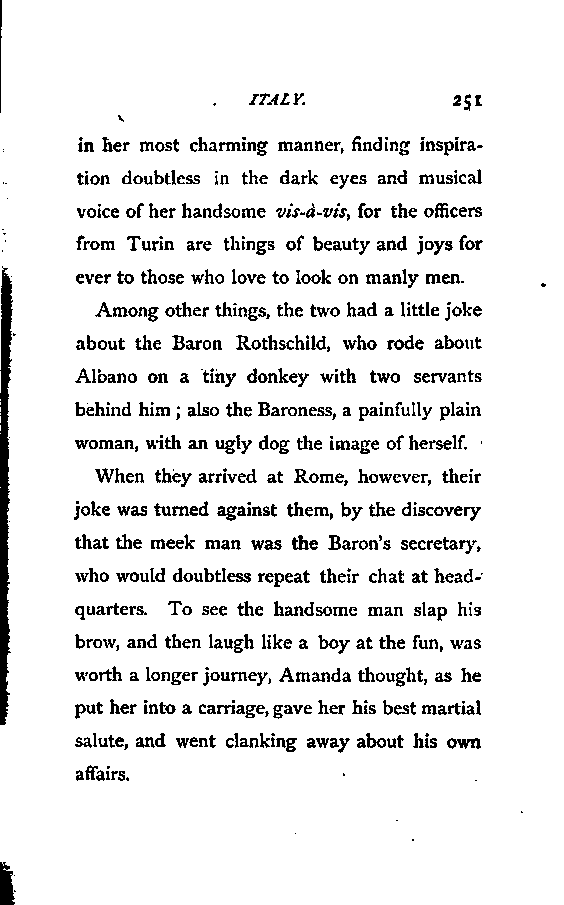 ITALY. 251
in her most charming manner, finding inspira-
tion doubtless in the dark eyes and musical
voice of her handsome vis-à-vis, for the officers
from Turin are things of beauty and joys for
ever to those who love to look on manly men.
Among other things, the two had a little joke
about the Baron Rothschild, who rode about
Albano on a tiny donkey with two servants
behind him; also the Baroness, a painfully plain
woman, with an ugly dog the image of herself.
When they arrived at Rome, however, their
joke was turned against them, by the discovery
that the meek man was the Baron's secretary,
who would doubtless repeat their chat at head-
quarters. To see the handsome man slap his
brow, and then laugh like a boy at the fun, was
worth a longer journey, Amanda thought, as he
put her into a carriage, gave her his best martial
salute, and went clanking away about his own
affairs.